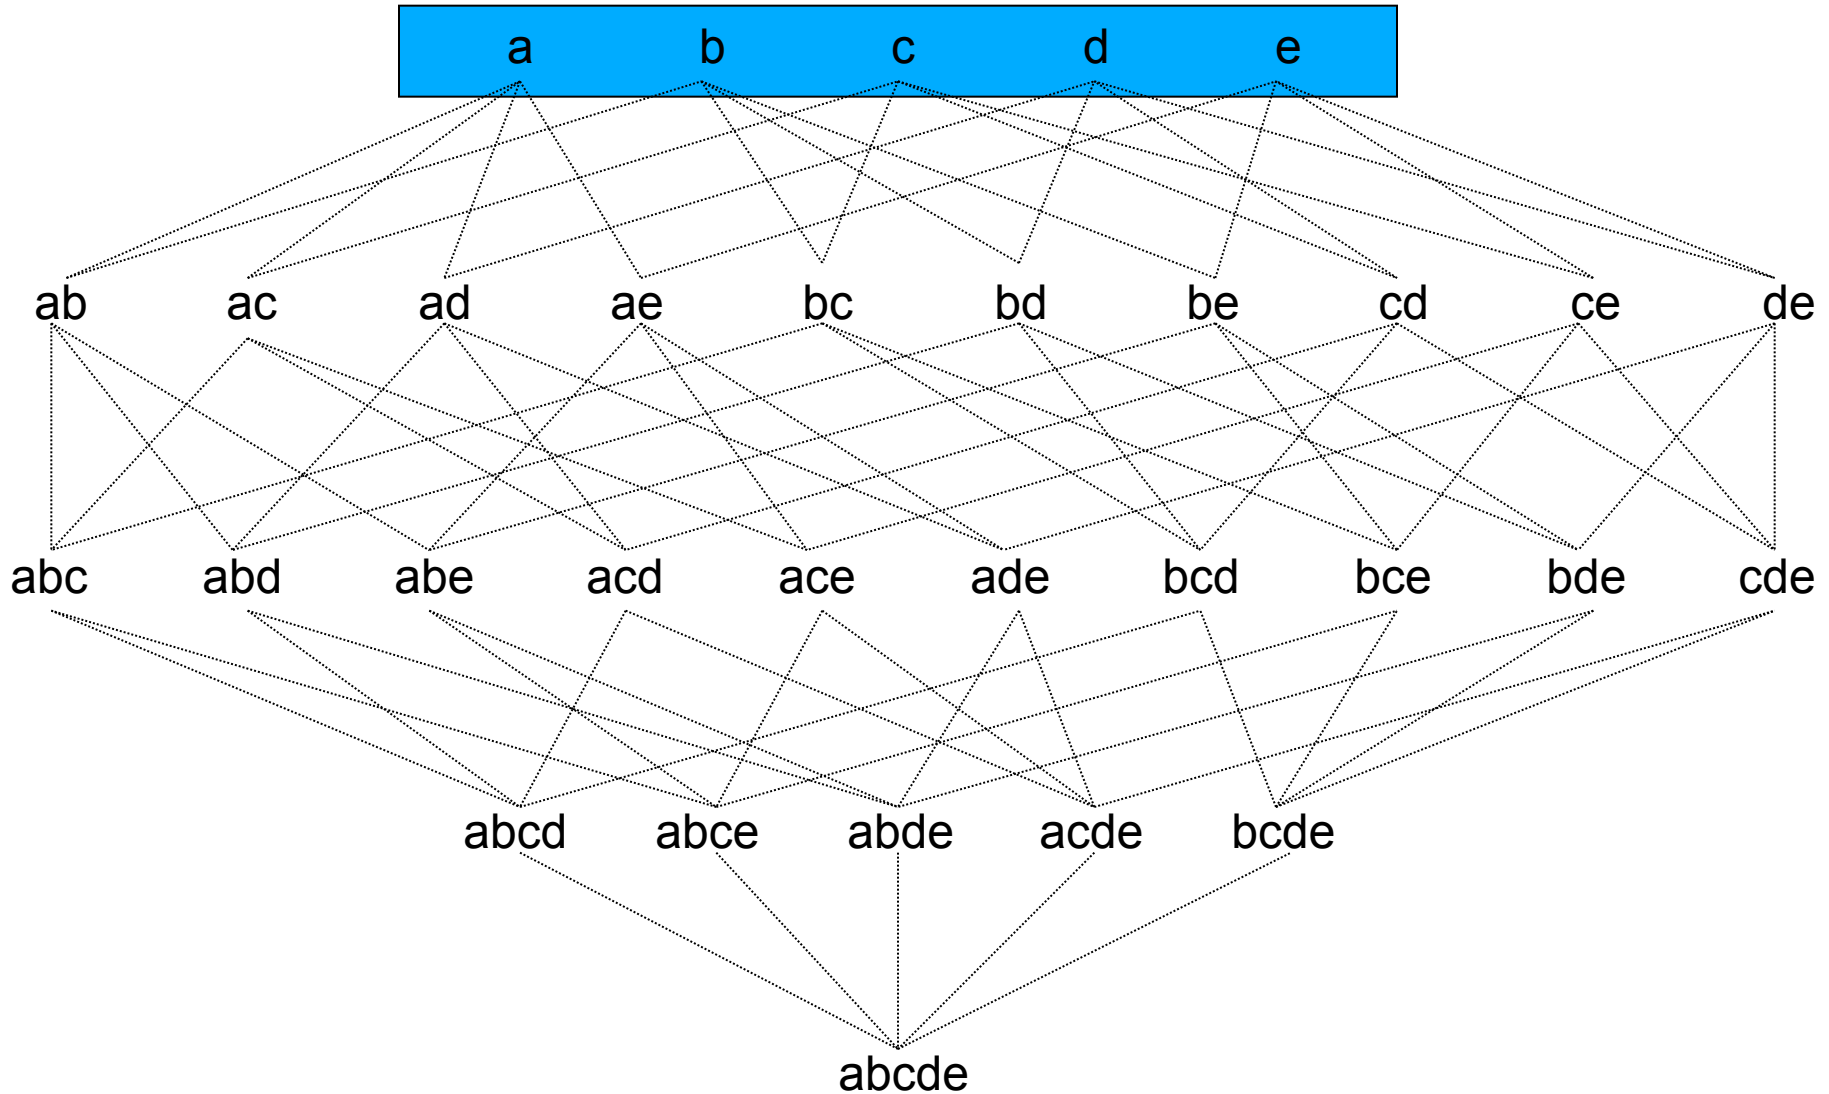 a b c d e
ab ac ad ae bc bd be cd ce de
abc abd abe acd ace ade bcd bce bde cde
abcd abce abde acde bcde
abcde